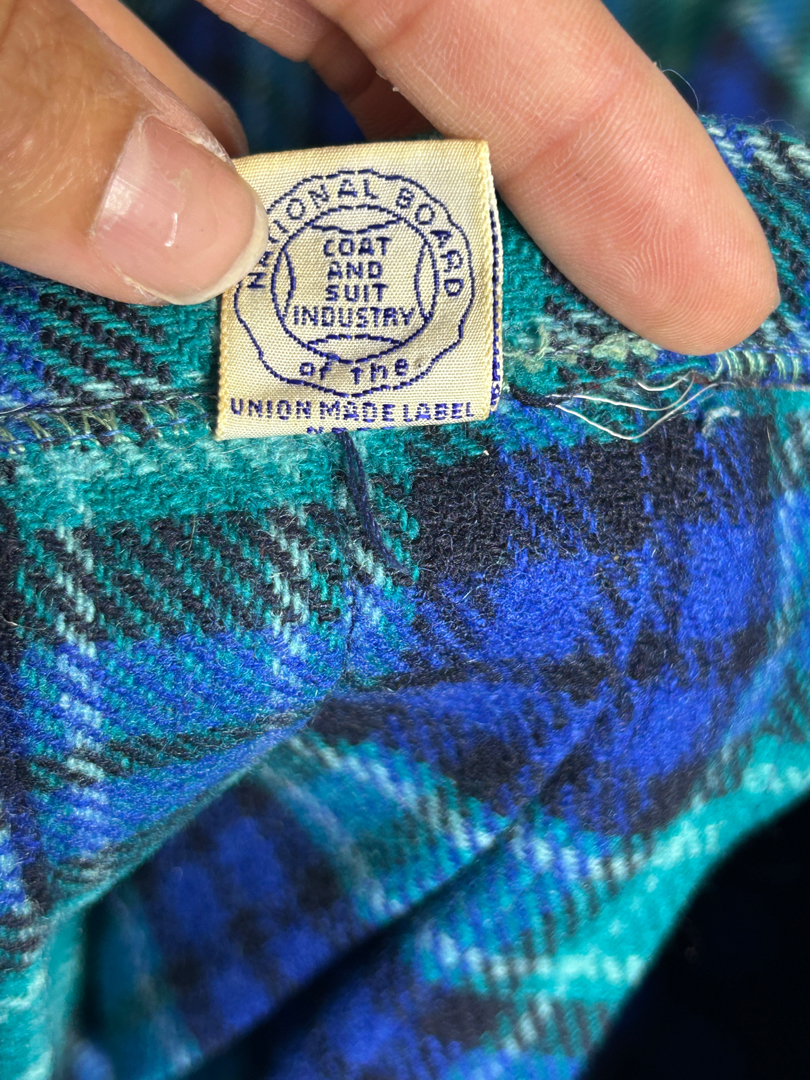 NATIONAL BOARD
of the
COAT
AND
SUIT
INDUSTRY
UNION MADE LABEL